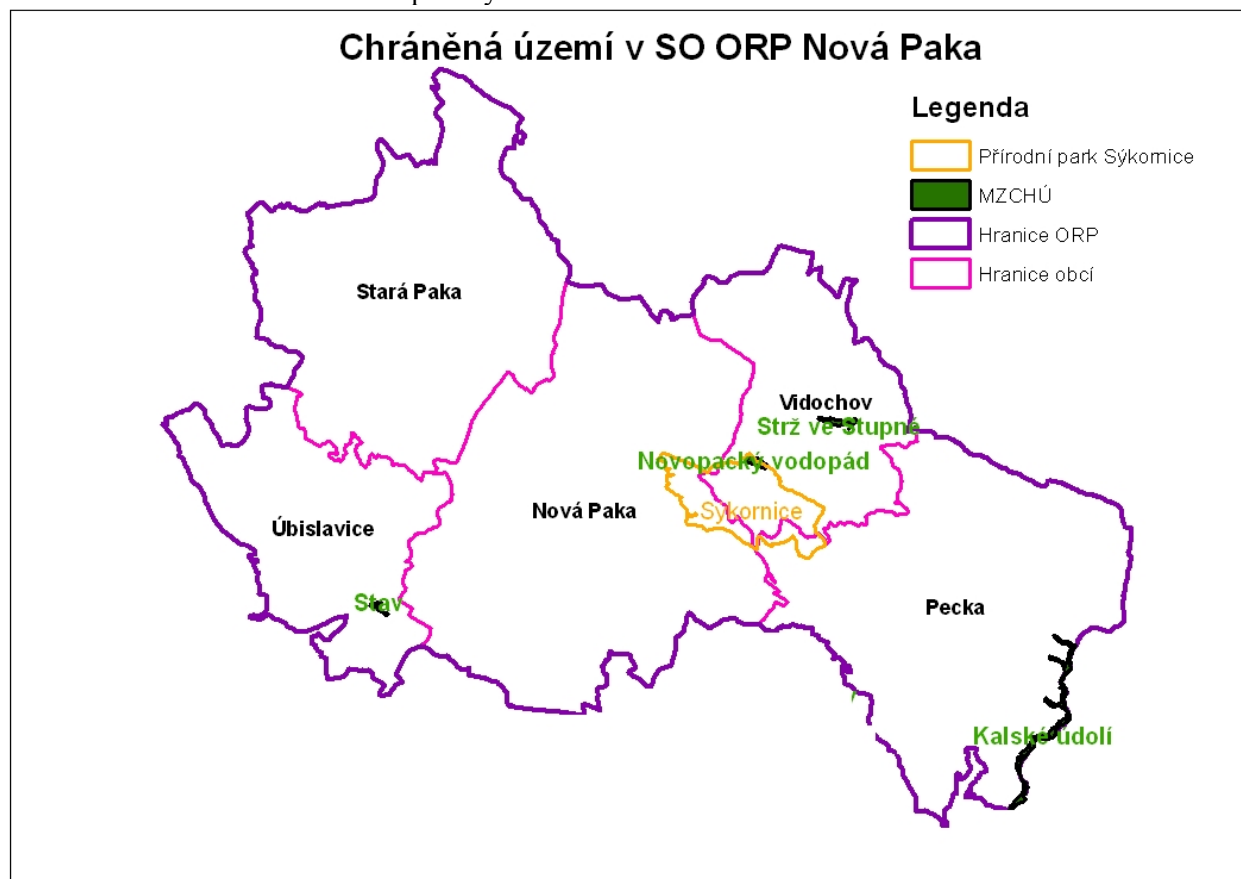 Chráněná území v SO ORP Nová Paka
Legenda
Přírodní park Sýkornice
MZCHÚ
Hranice ORP
Hranice obcí
Stará Paka
Vidochov
Strž ve Stupné
Novopacký vodopád
Nová Paka
Sýkornice
Úbislavice
Stav
Pecka
Kalské údolí